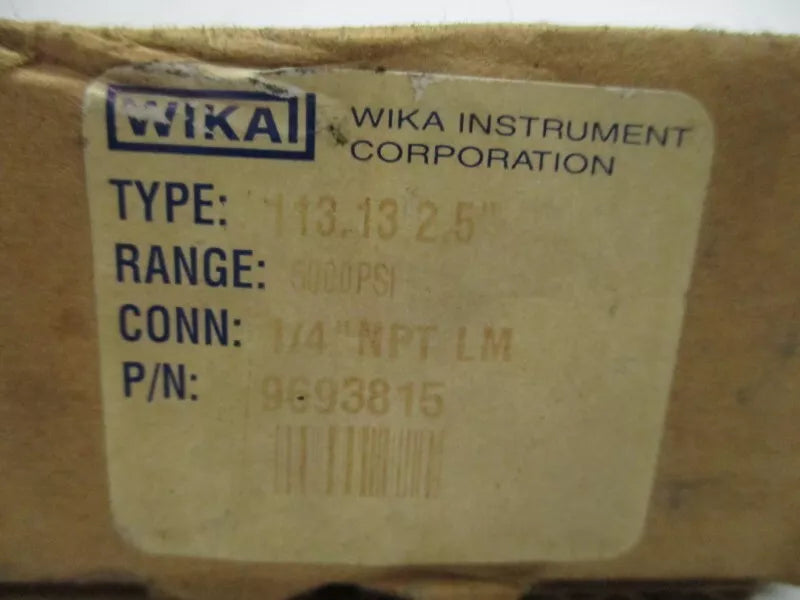 WIKA
WIKA INSTRUMENT
CORPORATION
TYPE: 113.13 2.5"
RANGE: 5000PSI
CONN: 1/4" NPT LM
P/N: 9693815